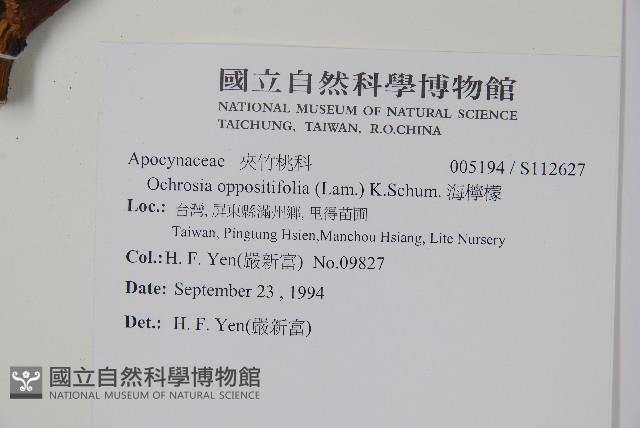 國立自然科學博物館
NATIONAL MUSEUM OF NATURAL SCIENCE
TAICHUNG, TAIWAN, R.O.CHINA
Apocynaceae 夾竹桃科 005194 / S112627
Ochrosia oppositifolia (Lam.) K.Schum. 海檸檬
Loc.: 台灣, 屏東縣滿州鄉, 里得苗圃
Taiwan, Pingtung Hsien,Manchou Hsiang, Lite Nursery
Col.: H. F. Yen(嚴新富) No.09827
Date: September 23 , 1994
Det.: H. F. Yen(嚴新富)
國立自然科學博物館
NATIONAL MUSEUM OF NATURAL SCIENCE